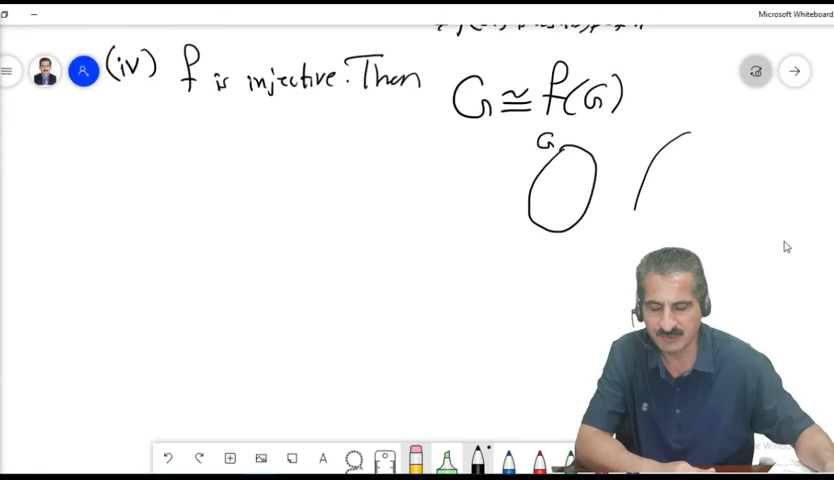 Microsoft Whiteboard
(iv) f is injective. Then G ≅ f(G)
G